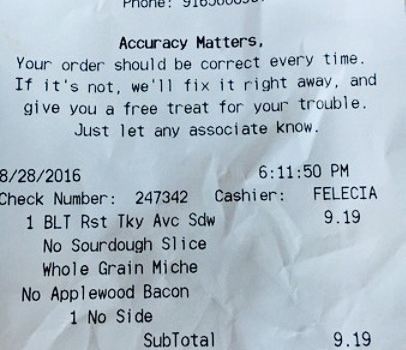 Phone:
Accuracy Matters,
Your order should be correct every time.
If it's not, we'll fix it right away, and
give you a free treat for your trouble.
Just let any associate know.
8/28/2016 6:11:50 PM
Check Number: 247342 Cashier: FELECIA
1 BLT Rst Tky Avc Sdw 9.19
No Sourdough Slice
Whole Grain Miche
No Applewood Bacon
1 No Side
SubTotal 9.19